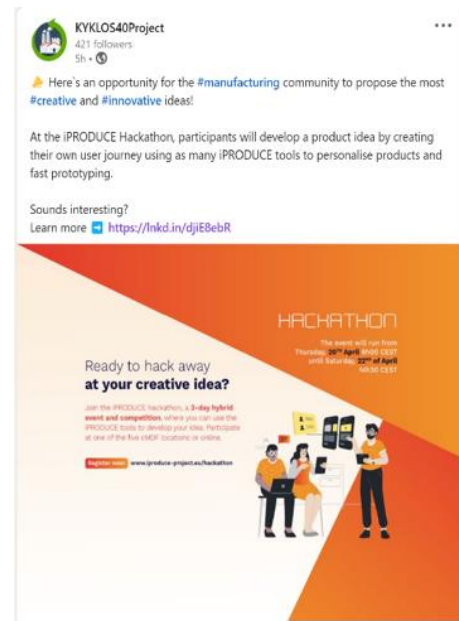 KYKLOS40Project
421 followers
5h •
Here`s an opportunity for the #manufacturing community to propose the most
#creative and #innovative ideas!
At the iPRODUCE Hackathon, participants will develop a product idea by creating
their own user journey using as many iPRODUCE tools to personalise products and
fast prototyping.
Sounds interesting?
Learn more https://lnkd.in/djiE8ebR
HACKATHON
The event will run from
Thursday, 20TH April 9h00 CEST
until Saturday, 22nd of April
CEST
Ready to hack away
at your creative idea?
Join the iPRODUCE hackathon, a 3-day hybrid
event and competition, where you can use the
iPRODUCE tools to develop your idea. Participate
at one of the five cMDF locations or online.
Register now! www.iproduce-project.eu/hackathon